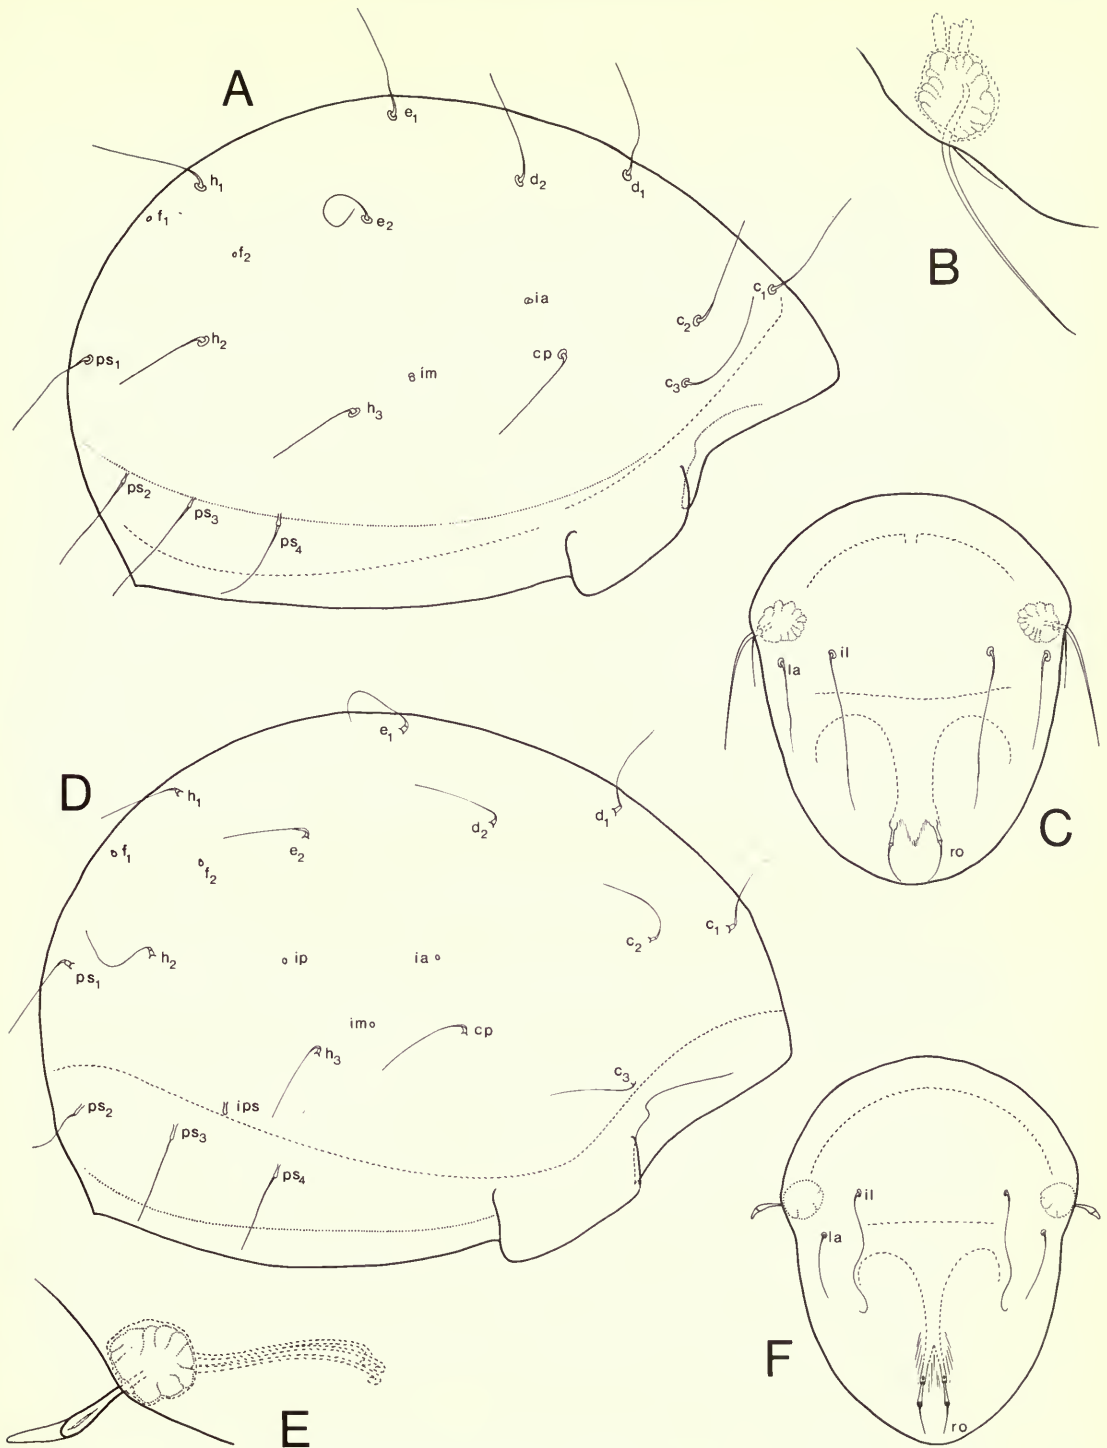 A
e1
d2
d1
h1
f1
e2
f2
ia
c1
c2
h2
ps1
im
cp
c3
h3
ps2
ps3
ps4
B
il
la
C
ro
D
e1
h1
d2
d1
e2
f1
f2
c1
c2
h2
ip
ia
ps1
im
cp
h3
c3
ips
ps2
ps3
ps4
E
il
la
F
ro